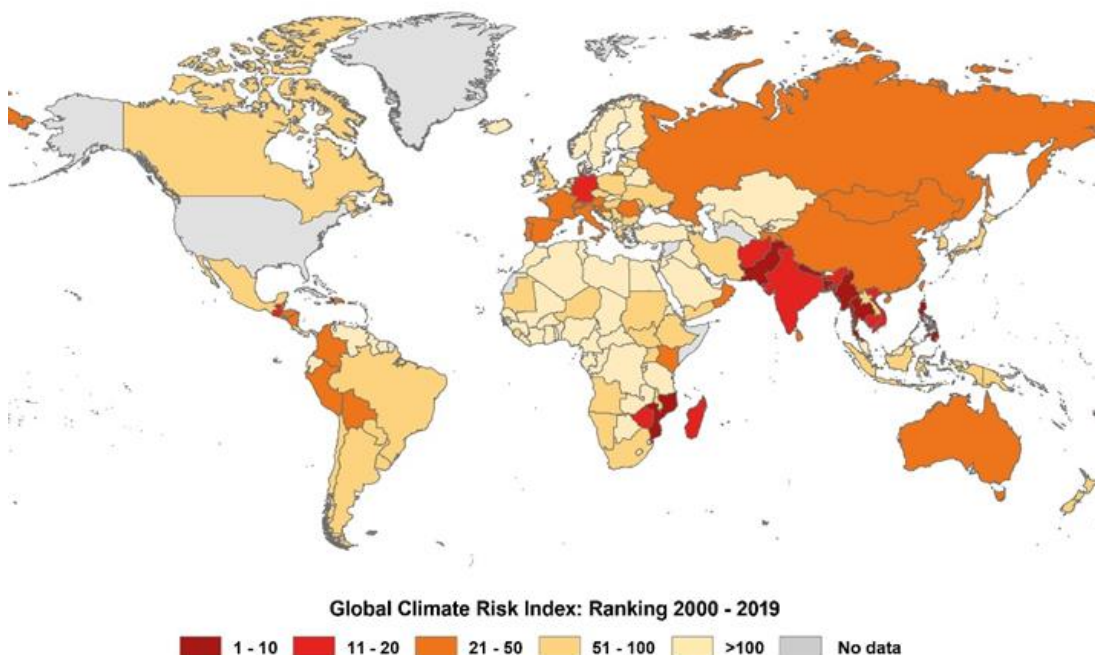 Global Climate Risk Index: Ranking 2000 - 2019
1 - 10 11 - 20 21 - 50 51 - 100 >100 No data